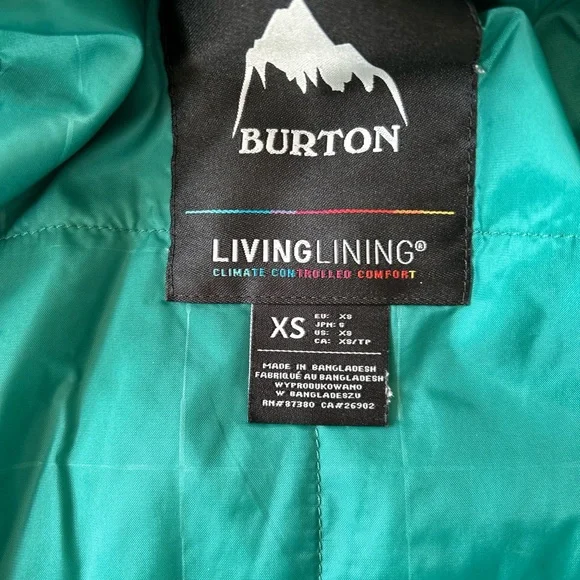 BURTON
LIVINGLINING®
CLIMATE CONTROLLED COMFORT
XS
EU: XS
JPN: S
US: XS
CA: XS/TP
MADE IN BANGLADESH
FABRIQUÉ AU BANGLADESH
WYPRODUKOWANO
W BANGLADESZU
RN#87380 CA#26902